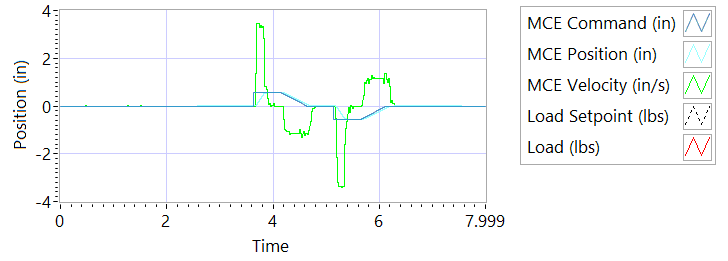 4
2
0
-2
-4
Position (in)
0
2
4
6
7.999
Time
MCE Command (in)
MCE Position (in)
MCE Velocity (in/s)
Load Setpoint (lbs)
Load (lbs)